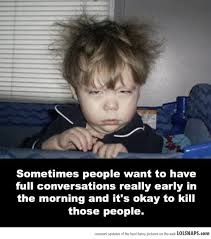 Sometimes people want to have
full conversations really early in
the morning and it's okay to kill
those people.
LOLSNAPS.com